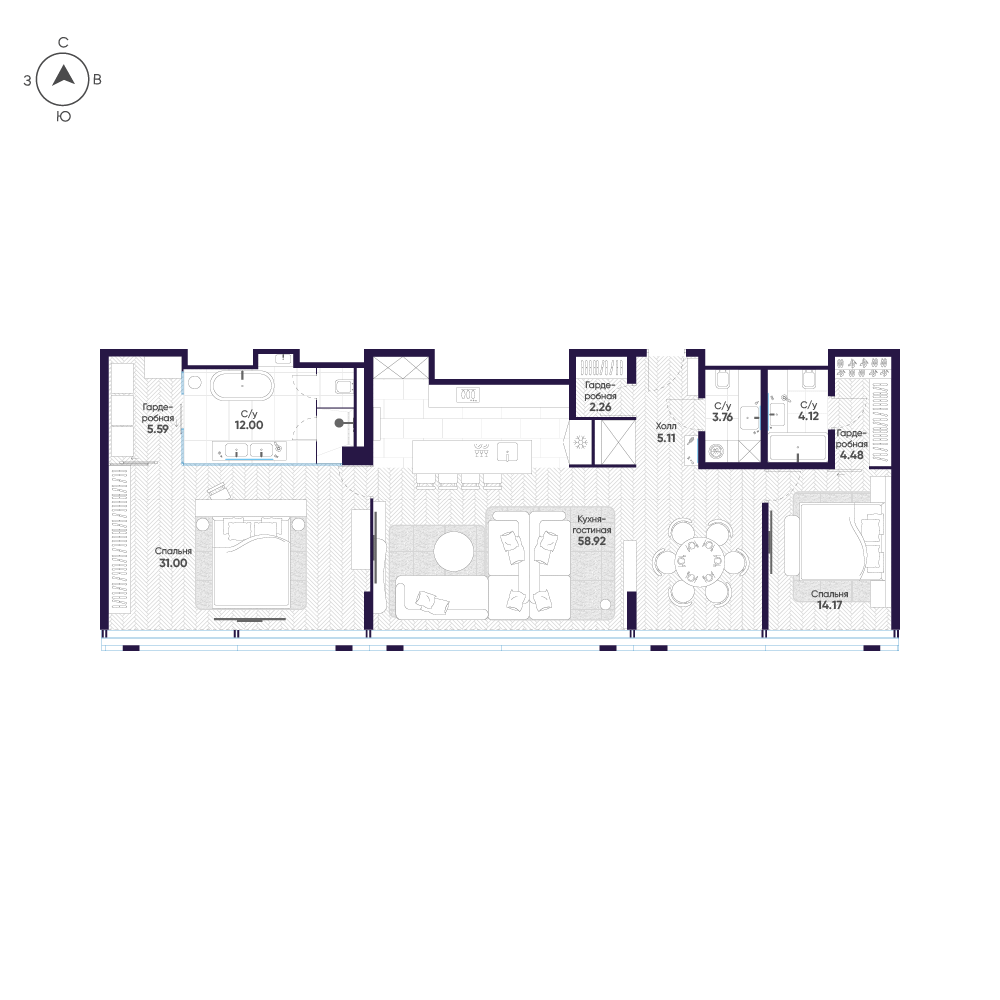 С
З
В
Ю
Гарде-
робная
5.59
С/у
12.00
Гарде-
робная
2.26
Холл
5.11
С/у
3.76
С/у
4.12
Гарде-
робная
4.48
Спальня
31.00
Кухня-
гостиная
58.92
Спальня
14.17